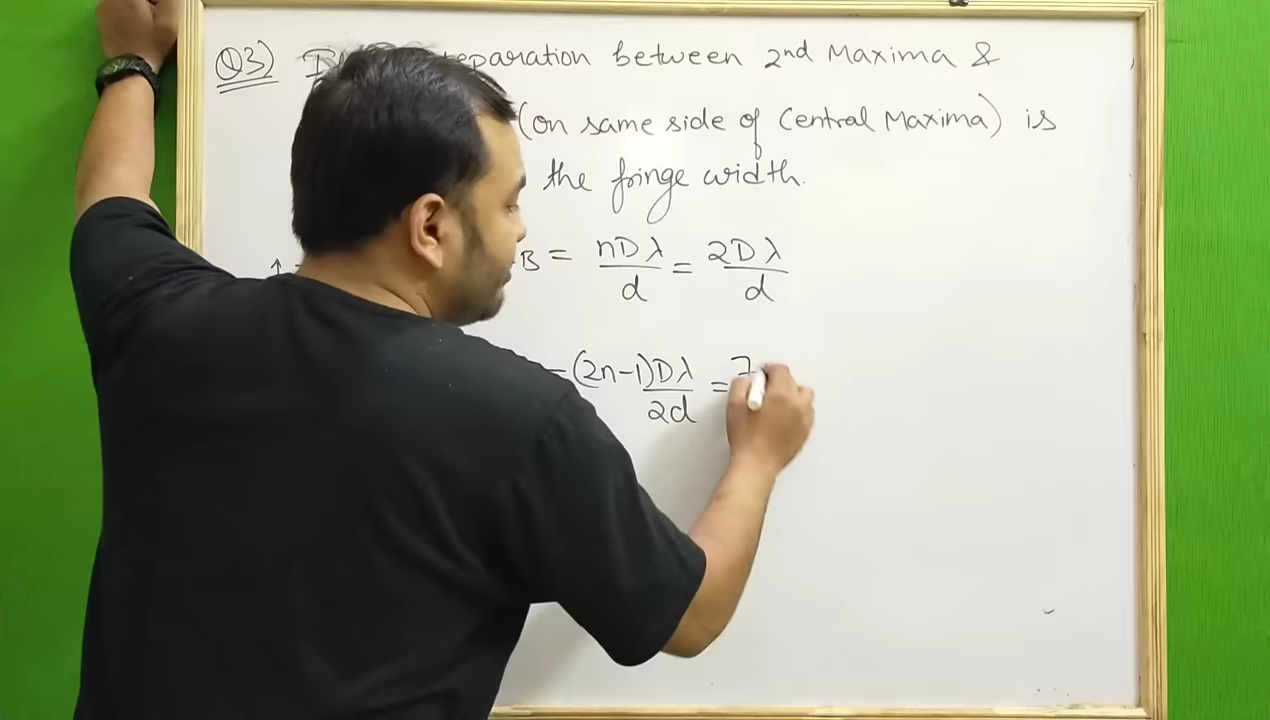 Q3) separation between 2nd Maxima &
(on same side of Central Maxima) is
the fringe width.
B = nDλ/d = 2Dλ/d
= (2n-1)Dλ/2d = 7